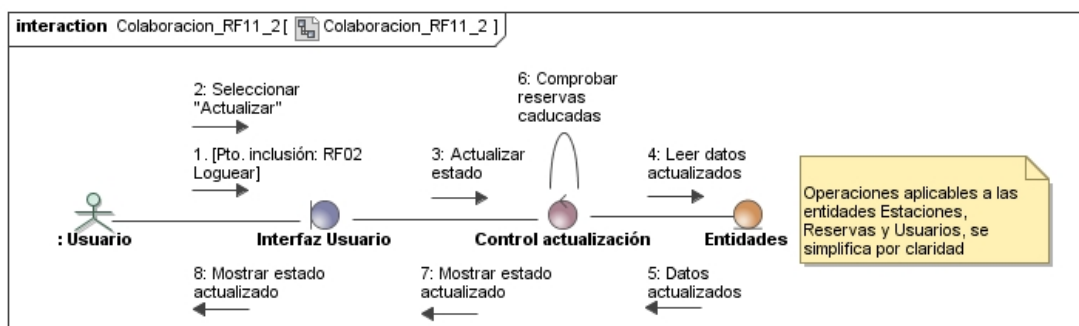 interaction Colaboracion_RF11_2[ Colaboracion_RF11_2 ]
6: Comprobar
reservas
caducadas
2: Seleccionar
"Actualizar"
1. [Pto. inclusión: RF02
Loguear]
3: Actualizar
estado
4: Leer datos
actualizados
Operaciones aplicables a las
entidades Estaciones,
Reservas y Usuarios, se
simplifica por claridad
: Usuario
Interfaz Usuario
Control actualización
Entidades
8: Mostrar estado
actualizado
7: Mostrar estado
actualizado
5: Datos
actualizados